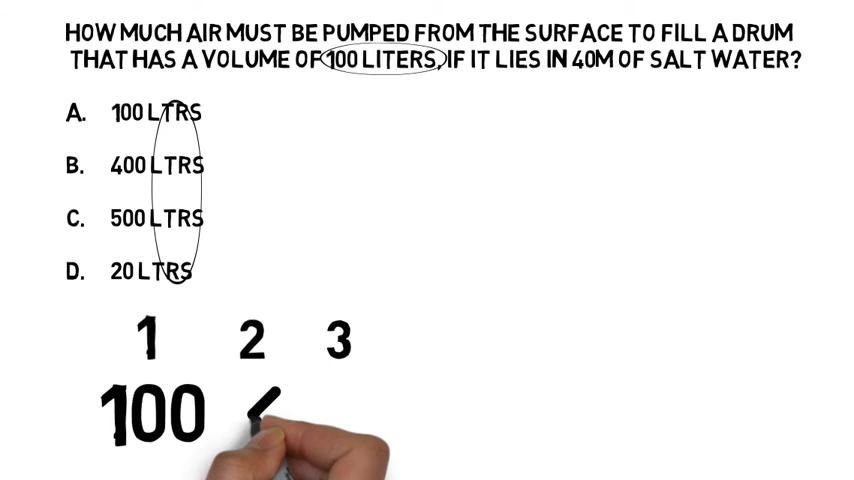 HOW MUCH AIR MUST BE PUMPED FROM THE SURFACE TO FILL A DRUM
THAT HAS A VOLUME OF 100 LITERS, IF IT LIES IN 40M OF SALT WATER?
A. 100 LTRS
B. 400 LTRS
C. 500 LTRS
D. 20 LTRS
1 2 3
100